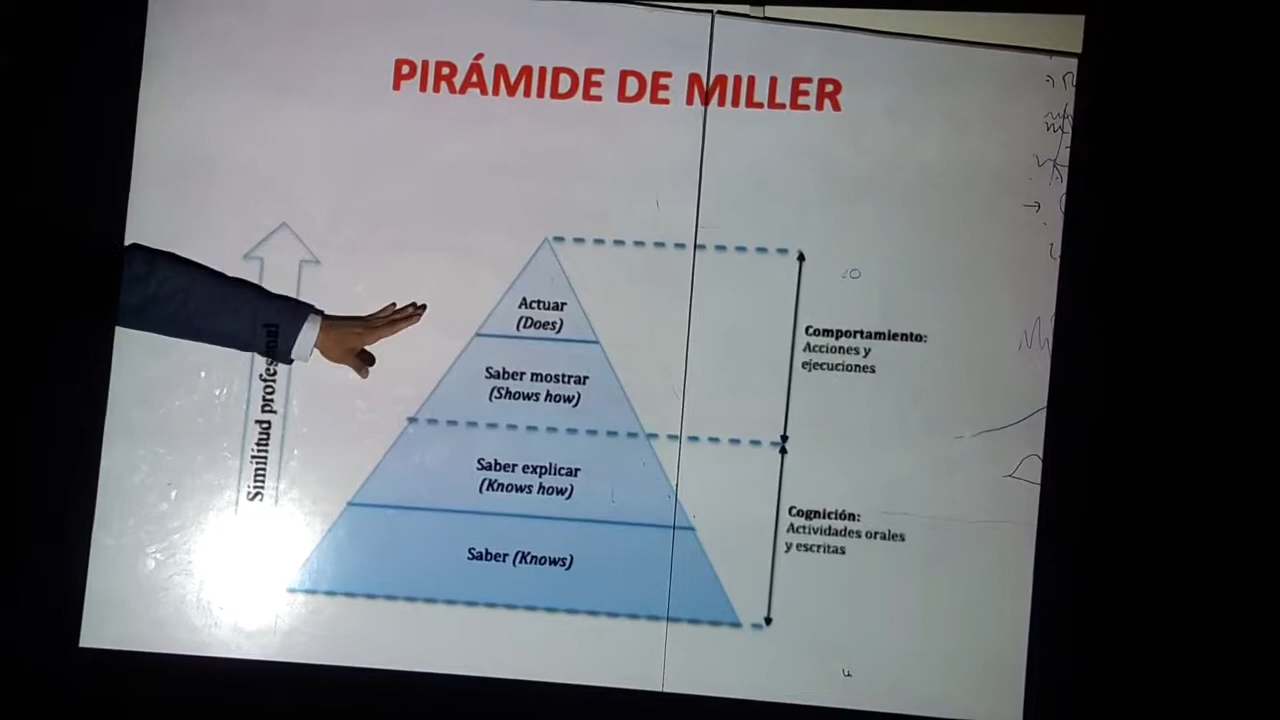 PIRÁMIDE DE MILLER
Similitud profesional
Actuar
(Does)
Saber mostrar
(Shows how)
Saber explicar
(Knows how)
Saber (Knows)
Comportamiento:
Acciones y
ejecuciones
Cognición:
Actividades orales
y escritas